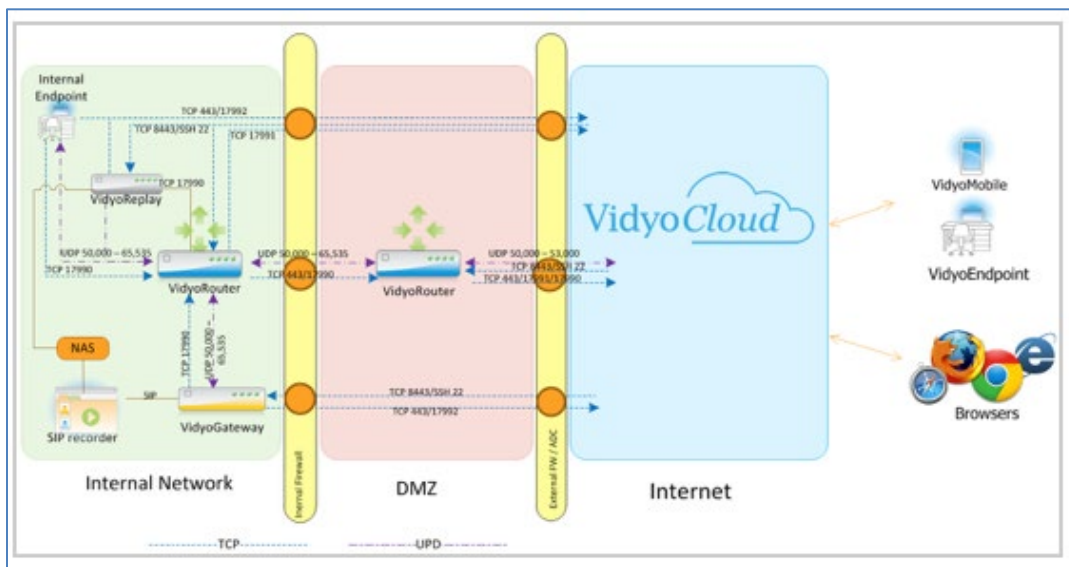 Internal
Endpoint
TCP 443/17992
TCP 8443/SSH 22
TCP 17991
TCP 17990
VidyoReplay
UDP 50,000 – 65,535
TCP 17990
VidyoRouter
UDP 50,000 – 65,535
TCP 443/17990
VidyoRouter
UDP 50,000 – 53,000
TCP 8443/SSH 22
TCP 443/17991/17990
VidyoCloud
VidyoMobile
VidyoEndpoint
Browsers
TCP 17990
UDP 50,000 –
65,535
NAS
SIP
SIP recorder
VidyoGateway
TCP 8443/SSH 22
TCP 443/17992
Internal Network
Inernal Firewall
DMZ
External FW / ADC
Internet
TCP
UPD